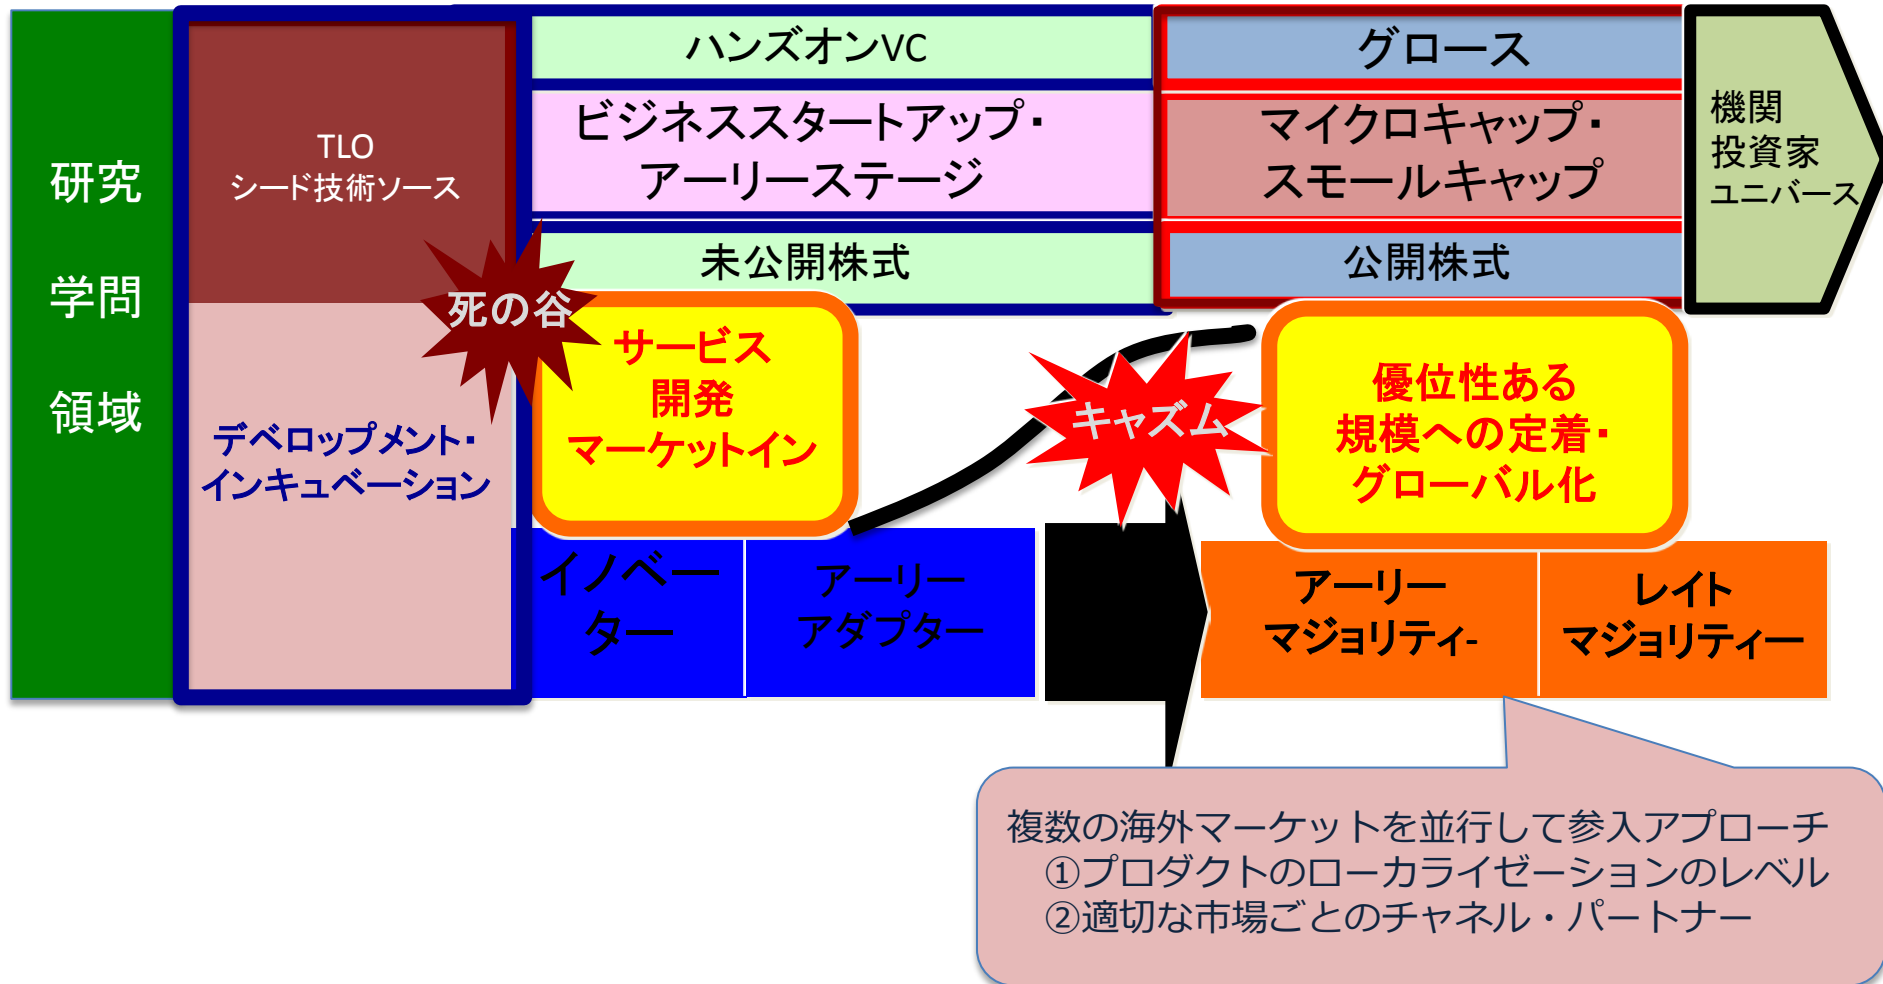 研究
学問
領域
TLO
シード技術ソース
デベロップメント・
インキュベーション
死の谷
ハンズオンVC
ビジネススタートアップ・
アーリーステージ
未公開株式
グロース
マイクロキャップ・
スモールキャップ
公開株式
機関
投資家
ユニバース
サービス
開発
マーケットイン
キャズム
優位性ある
規模への定着・
グローバル化
イノベー
ター
アーリー
アダプター
アーリー
マジョリティ-
レイト
マジョリティー
複数の海外マーケットを並行して参入アプローチ
①プロダクトのローカライゼーションのレベル
②適切な市場ごとのチャネル・パートナー